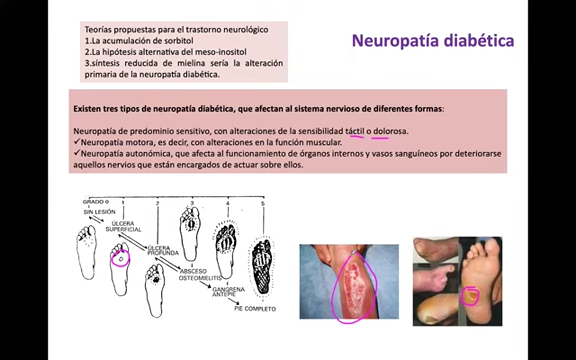 Teorías propuestas para el trastorno neurológico
1.La acumulación de sorbitol
2.La hipótesis alternativa del meso-inositol
3.síntesis reducida de mielina sería la alteración
primaria de la neuropatía diabética.
Neuropatía diabética
Existen tres tipos de neuropatía diabética, que afectan al sistema nervioso de diferentes formas:
Neuropatía de predominio sensitivo, con alteraciones de la sensibilidad táctil o dolorosa.
✓Neuropatía motora, es decir, con alteraciones en la función muscular.
✓Neuropatía autonómica, que afecta al funcionamiento de órganos internos y vasos sanguíneos por deteriorarse
aquellos nervios que están encargados de actuar sobre ellos.
GRADO 0 1 2 3 4 5
SIN LESIÓN
ÚLCERA
SUPERFICIAL
ÚLCERA
PROFUNDA
ABSCESO
OSTEOMIELITIS
GANGRENA
ANTEPIE
PIE COMPLETO